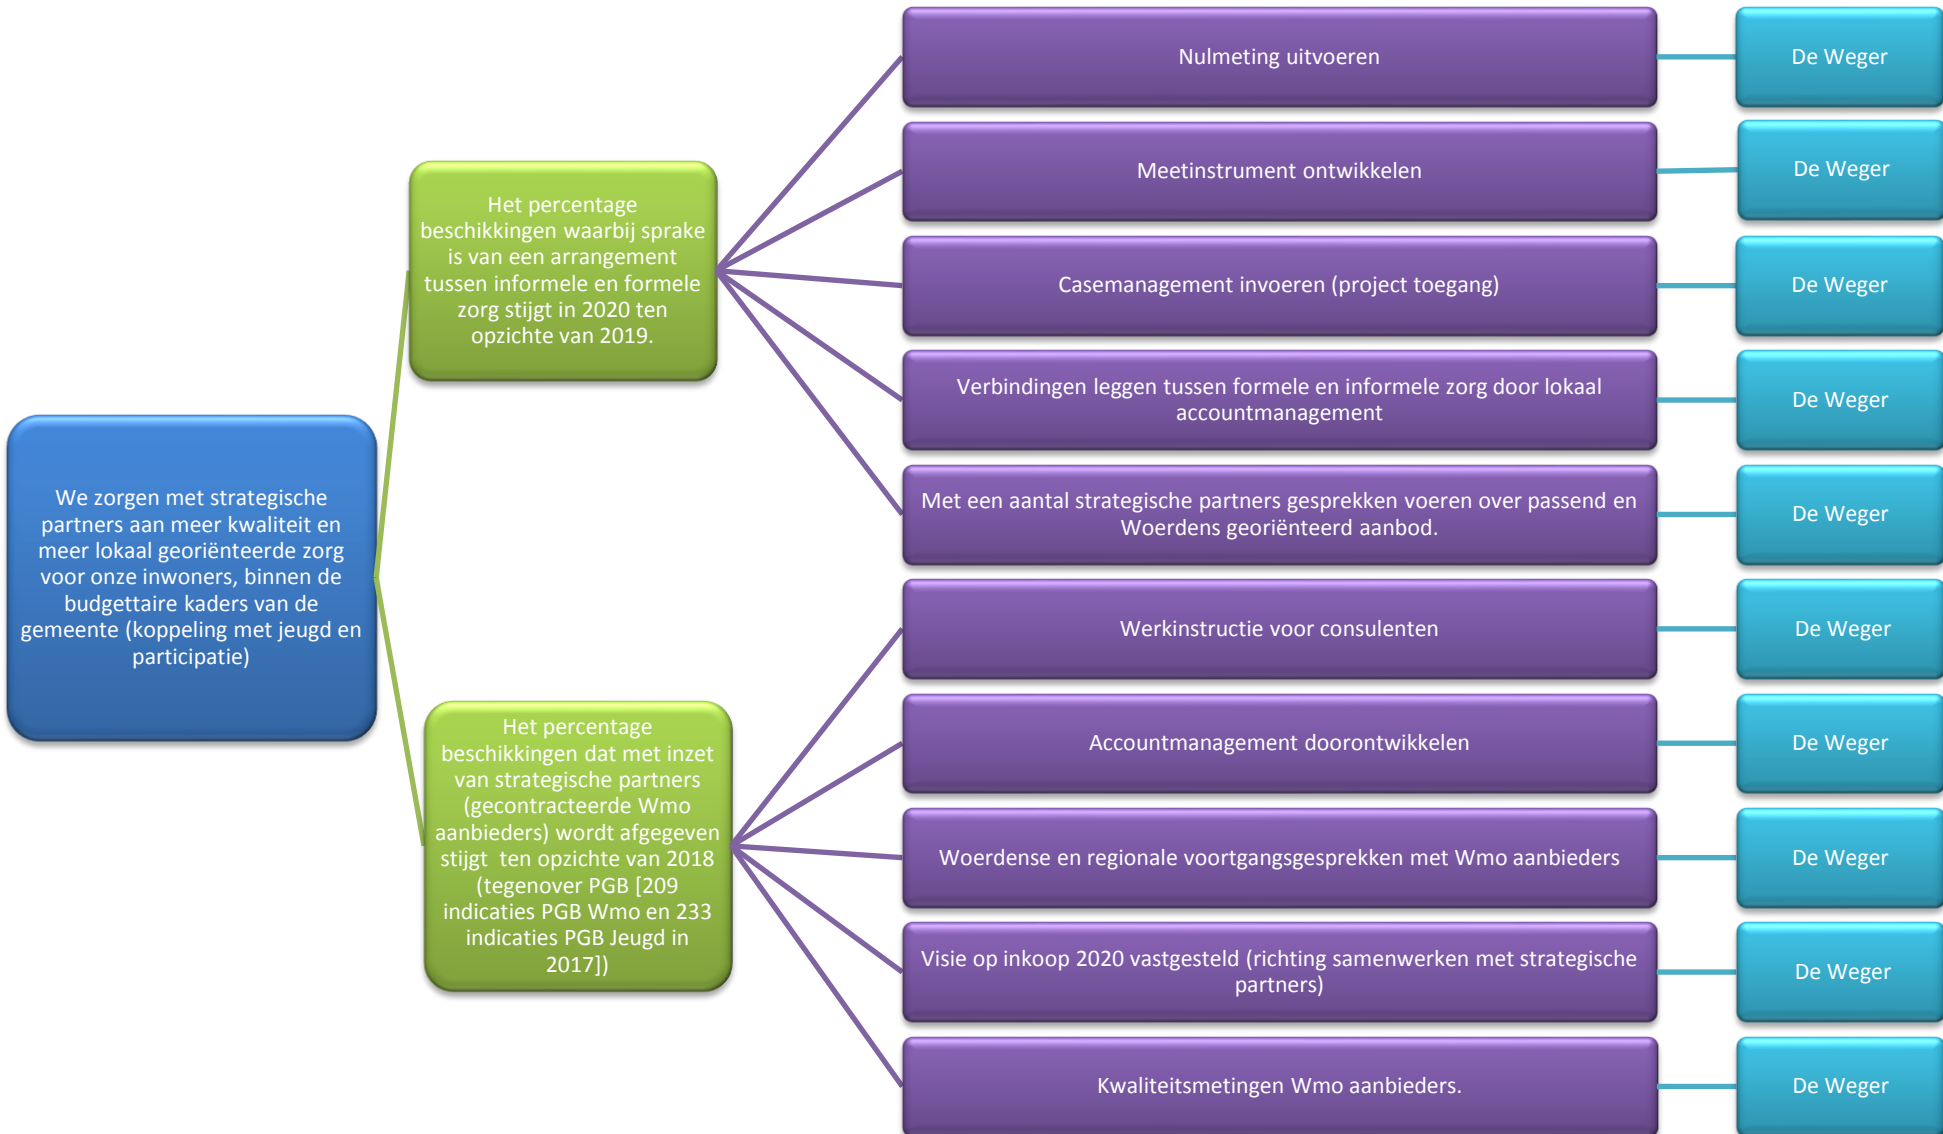 We zorgen met strategische
partners aan meer kwaliteit en
meer lokaal georiënteerde zorg
voor onze inwoners, binnen de
budgettaire kaders van de
gemeente (koppeling met jeugd en
participatie)
Het percentage
beschikkingen waarbij sprake
is van een arrangement
tussen informele en formele
zorg stijgt in 2020 ten
opzichte van 2019.
Nulmeting uitvoeren
De Weger
Meetinstrument ontwikkelen
De Weger
Casemanagement invoeren (project toegang)
De Weger
Verbindingen leggen tussen formele en informele zorg door lokaal
accountmanagement
De Weger
Met een aantal strategische partners gesprekken voeren over passend en
Woerdens georiënteerd aanbod.
De Weger
Het percentage
beschikkingen dat met inzet
van strategische partners
(gecontracteerde Wmo
aanbieders) wordt afgegeven
stijgt  ten opzichte van 2018
(tegenover PGB [209
indicaties PGB Wmo en 233
indicaties PGB Jeugd in
2017])
Werkinstructie voor consulenten
De Weger
Accountmanagement doorontwikkelen
De Weger
Woerdense en regionale voortgangsgesprekken met Wmo aanbieders
De Weger
Visie op inkoop 2020 vastgesteld (richting samenwerken met strategische
partners)
De Weger
Kwaliteitsmetingen Wmo aanbieders.
De Weger